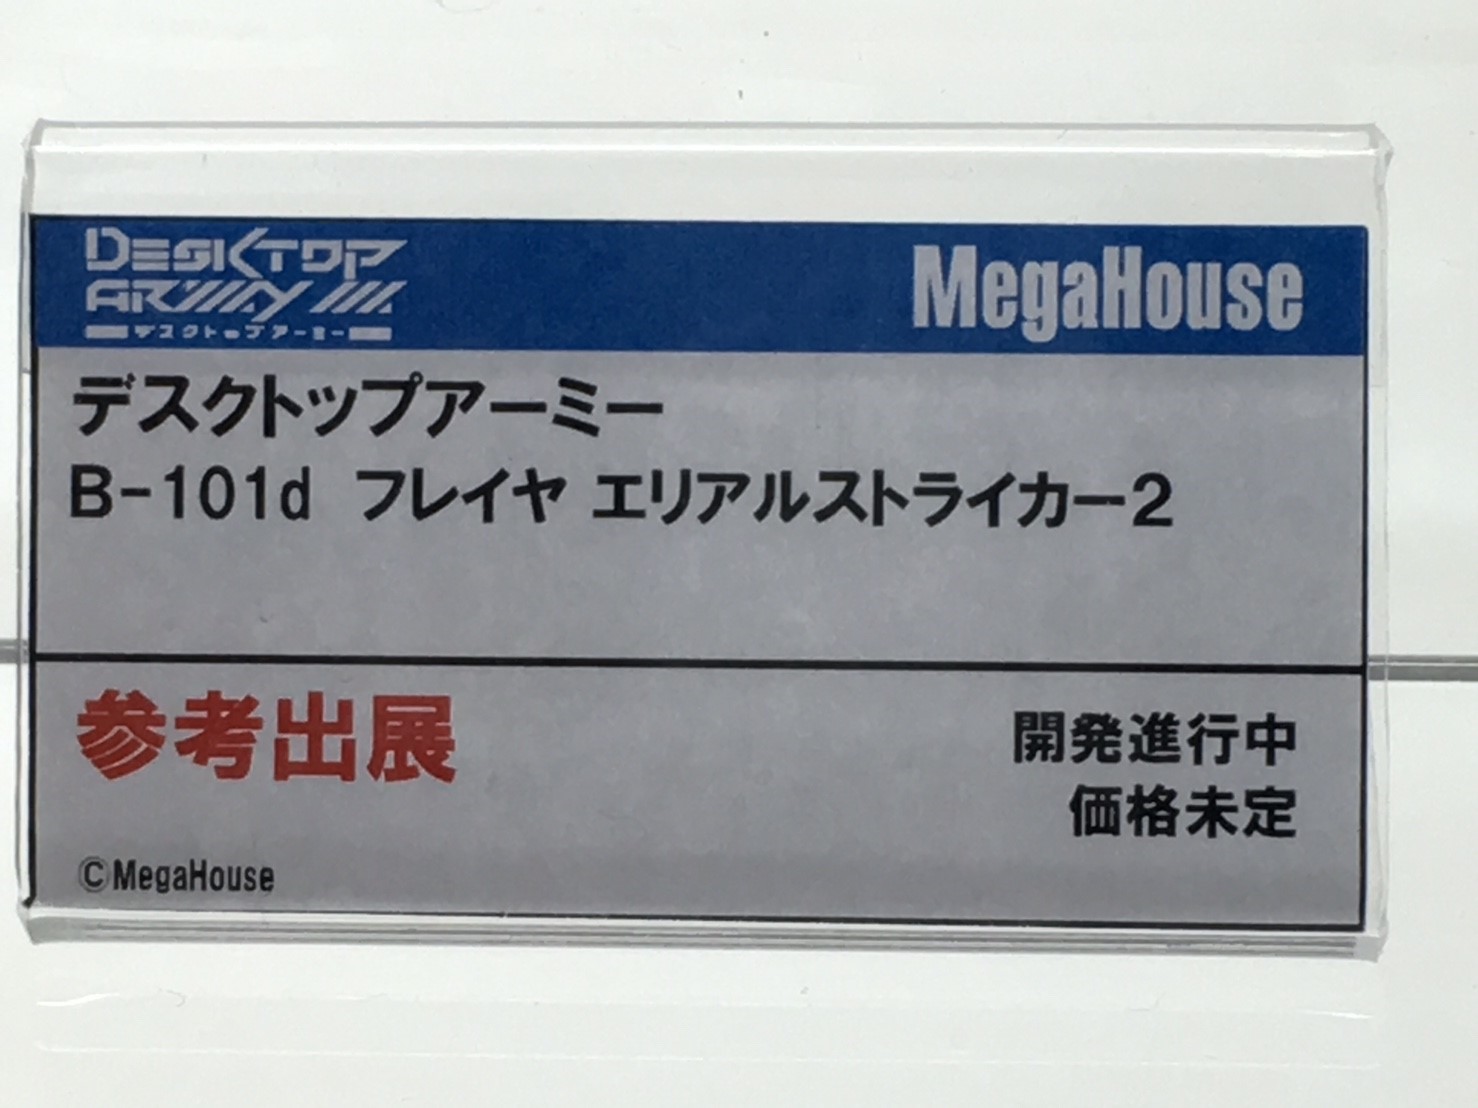 DESKTOP
ARMY
デスクトップアーミー
MegaHouse
デスクトップアーミー
B-101d フレイヤ エリアルストライカー2
参考出展
開発進行中
価格未定
©MegaHouse